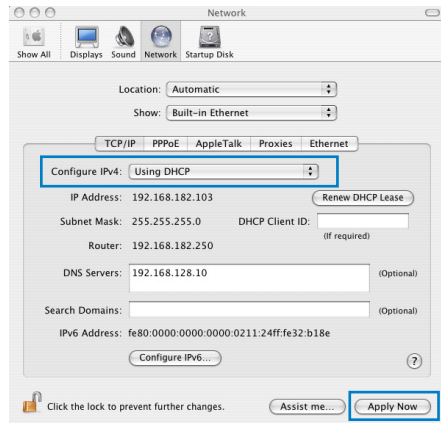 Network
Show All Displays Sound Network Startup Disk
Location: Automatic
Show: Built-in Ethernet
TCP/IP PPPoE AppleTalk Proxies Ethernet
Configure IPv4: Using DHCP
IP Address: 192.168.182.103 Renew DHCP Lease
Subnet Mask: 255.255.255.0 DHCP Client ID:
(If required)
Router: 192.168.182.250
DNS Servers: 192.168.128.10 (Optional)
Search Domains: (Optional)
IPv6 Address: fe80:0000:0000:0000:0211:24ff:fe32:b18e
Configure IPv6... ?
Click the lock to prevent further changes. Assist me... Apply Now